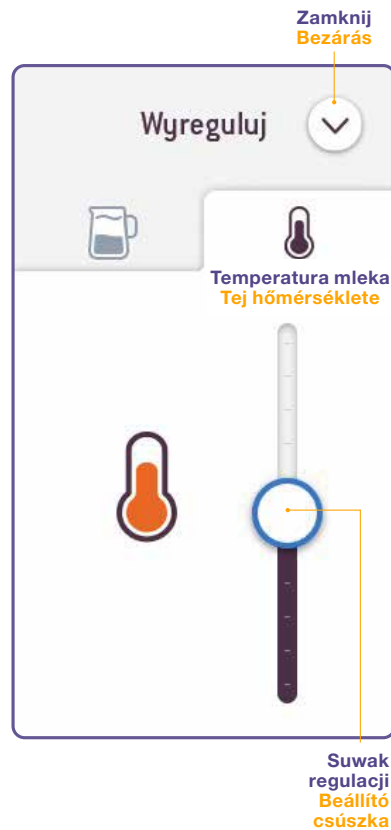 Zamknij
Bezárás
Wyreguluj
Temperatura mleka
Tej hőmérséklete
Suwak
regulacji
Beállító
csúszka